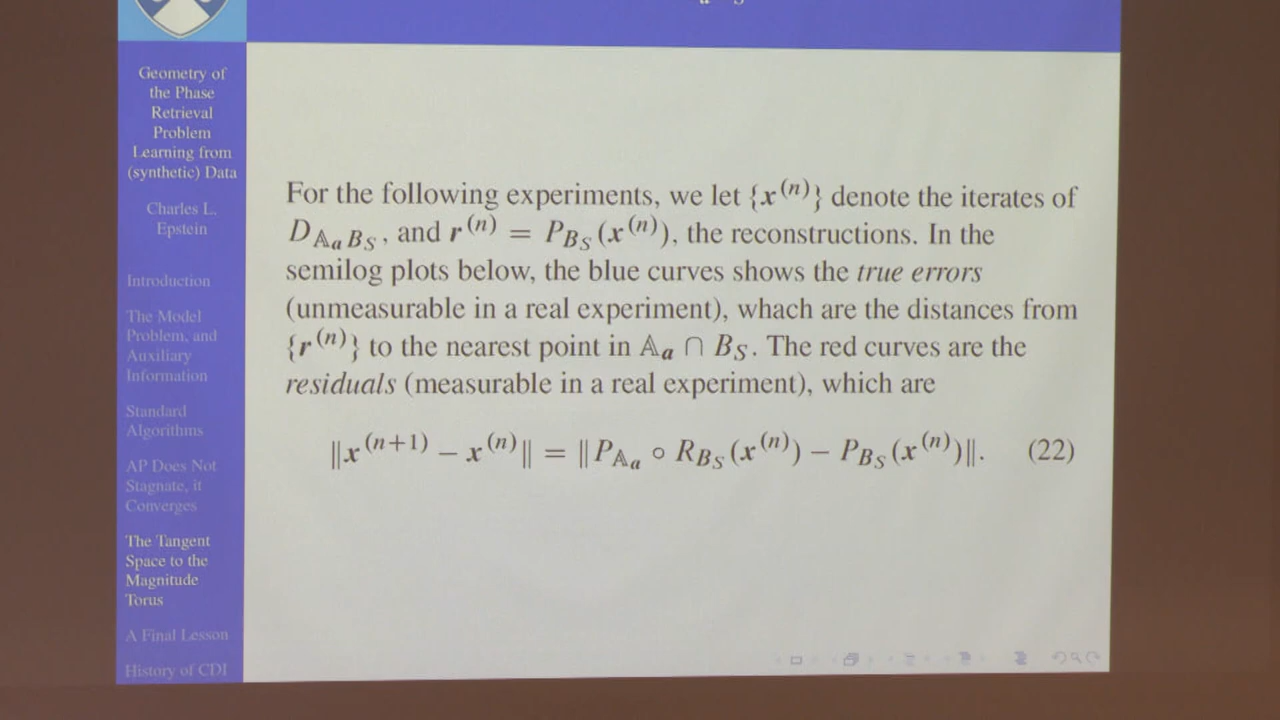 Geometry of
the Phase
Retrieval
Problem
Learning from
(synthetic) Data
Charles L.
Epstein
Introduction
The Model
Problem, and
Auxiliary
Information
Standard
Algorithms
AP Does Not
Stagnate, it
Converges
The Tangent
Space to the
Magnitude
Torus
A Final Lesson
History of CDI
For the following experiments, we let {x^(n)} denote the iterates of
D_{𝔸_a B_S}, and r^(n) = P_{B_S}(x^(n)), the reconstructions. In the
semilog plots below, the blue curves shows the true errors
(unmeasurable in a real experiment), whach are the distances from
{r^(n)} to the nearest point in 𝔸_a ∩ B_S. The red curves are the
residuals (measurable in a real experiment), which are
‖x^(n+1) − x^(n)‖ = ‖P_{𝔸_a} ∘ R_{B_S}(x^(n)) − P_{B_S}(x^(n))‖. (22)